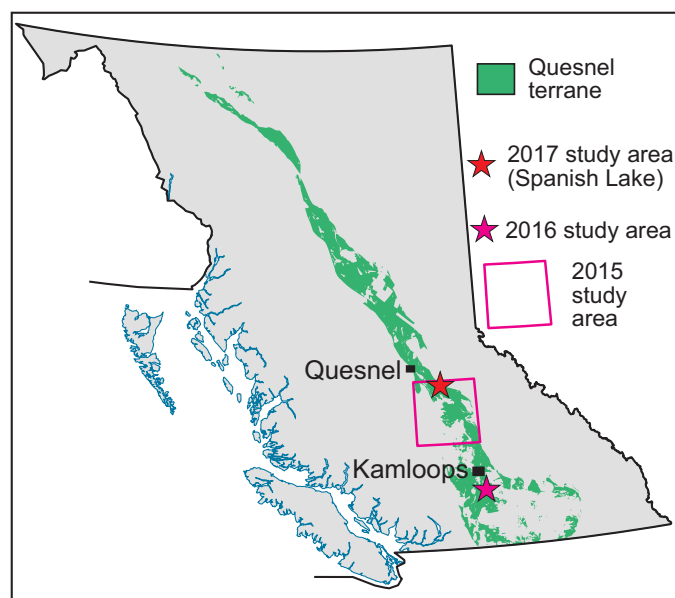 Quesnel
terrane
2017 study area
(Spanish Lake)
2016 study area
2015
study
area
Quesnel
Kamloops